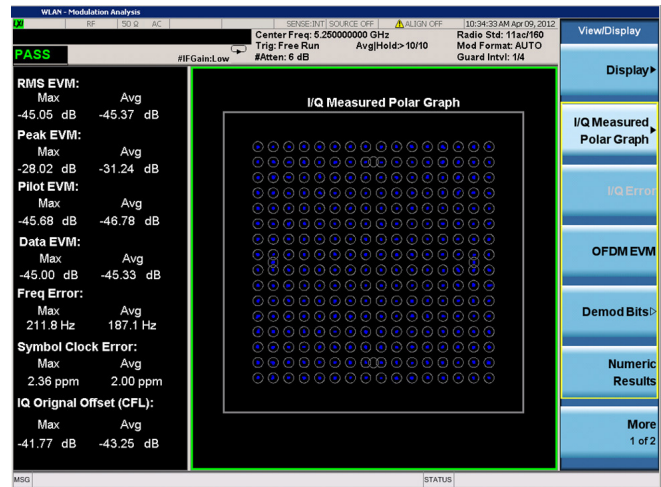 WLAN - Modulation Analysis
LXI RF 50 Ω AC SENSE:INT SOURCE OFF ALIGN OFF 10:34:33 AM Apr 09, 2012
Center Freq: 5.250000000 GHz Radio Std: 11ac/160
Trig: Free Run Avg|Hold:> 10/10 Mod Format: AUTO
#IFGain:Low #Atten: 6 dB Guard Intvl: 1/4
PASS
RMS EVM:
Max Avg
-45.05 dB -45.37 dB
Peak EVM:
Max Avg
-28.02 dB -31.24 dB
Pilot EVM:
Max Avg
-45.68 dB -46.78 dB
Data EVM:
Max Avg
-45.00 dB -45.33 dB
Freq Error:
Max Avg
211.8 Hz 187.1 Hz
Symbol Clock Error:
Max Avg
2.36 ppm 2.00 ppm
IQ Orignal Offset (CFL):
Max Avg
-41.77 dB -43.25 dB
I/Q Measured Polar Graph
View/Display
Display
I/Q Measured
Polar Graph
I/Q Error
OFDM EVM
Demod Bits
Numeric
Results
More
1 of 2
MSG STATUS